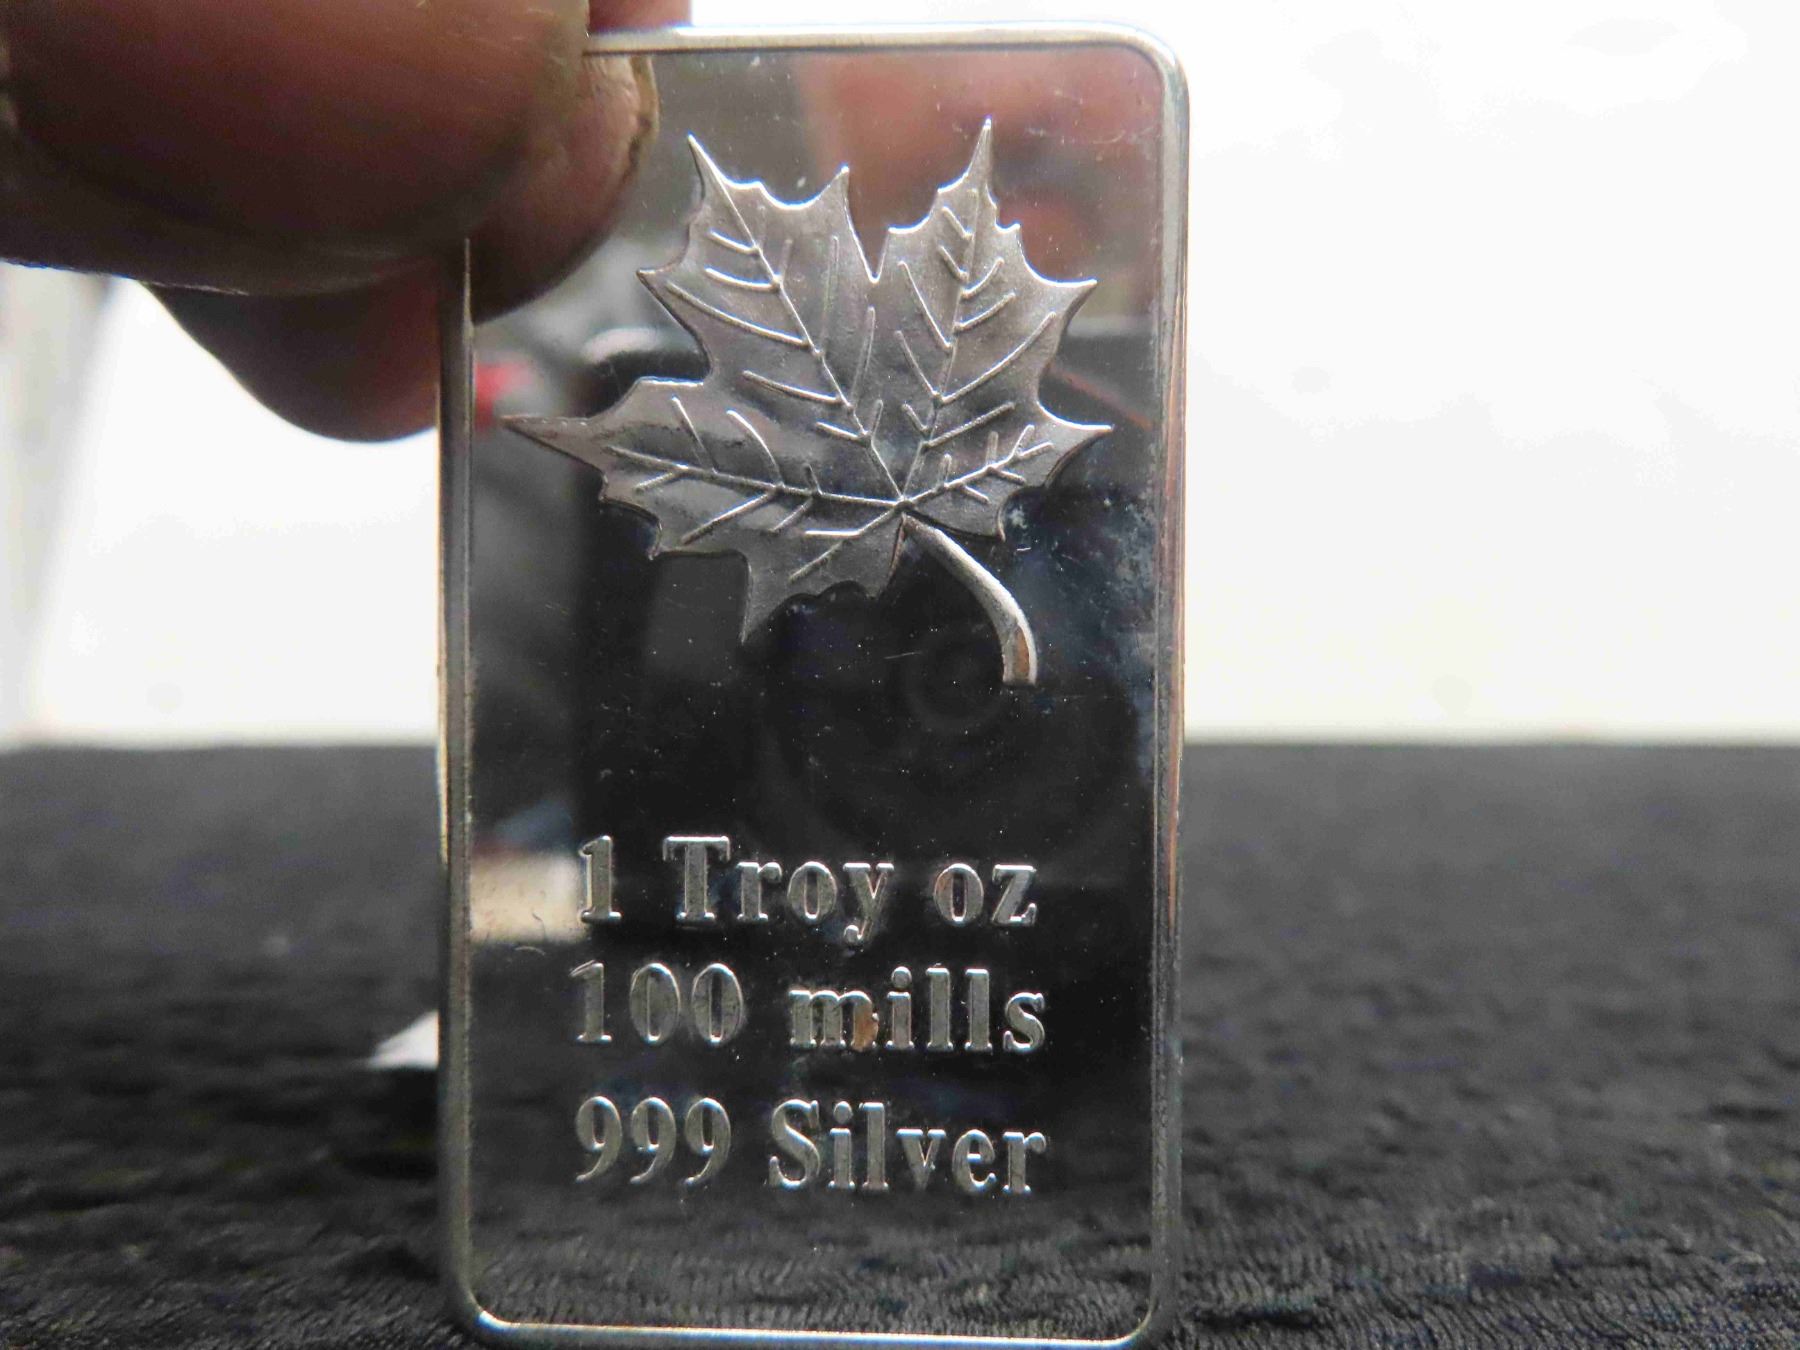 1 Troy oz
100 mills
999 Silver